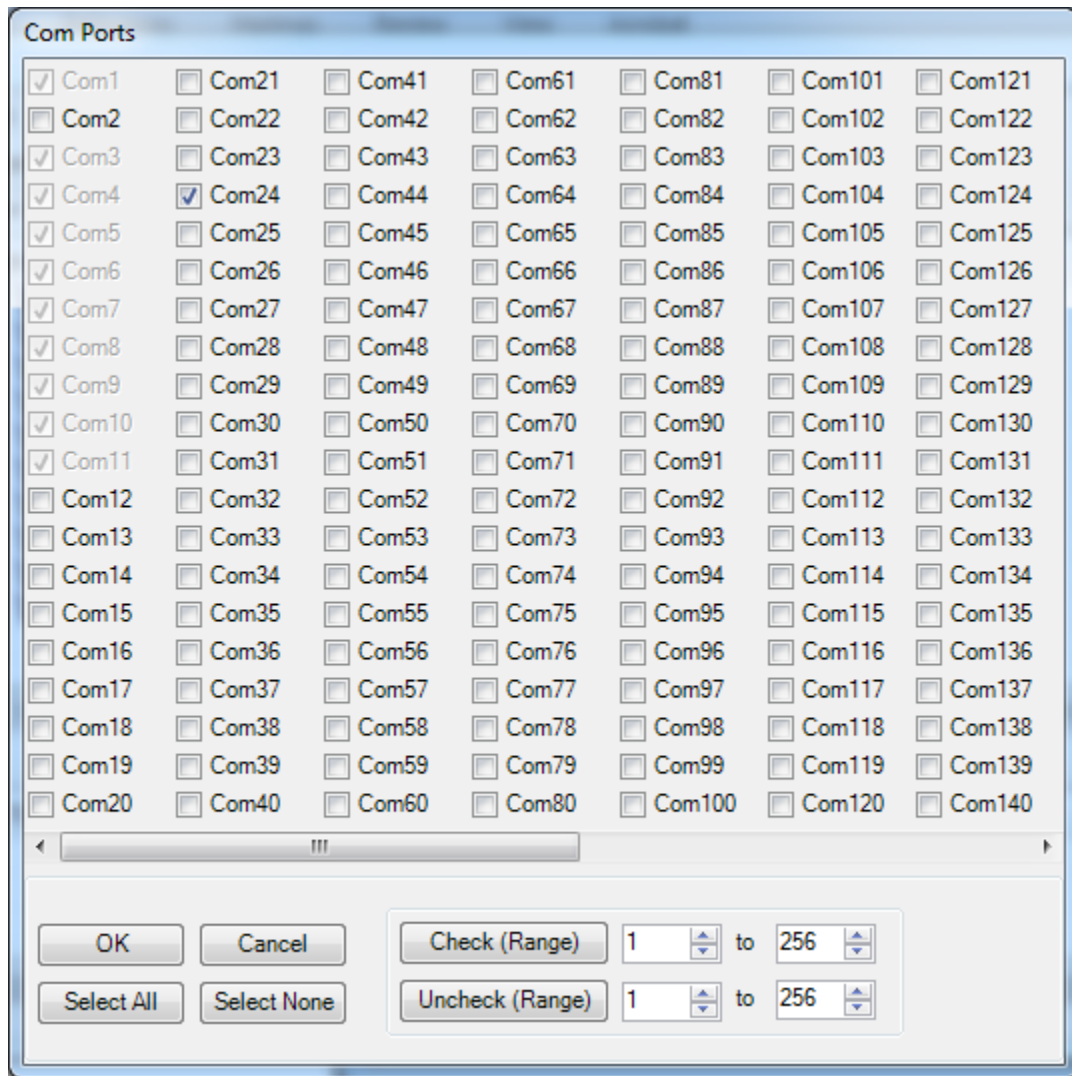 Com Ports
Com1 Com21 Com41 Com61 Com81 Com101 Com121
Com2 Com22 Com42 Com62 Com82 Com102 Com122
Com3 Com23 Com43 Com63 Com83 Com103 Com123
Com4 Com24 Com44 Com64 Com84 Com104 Com124
Com5 Com25 Com45 Com65 Com85 Com105 Com125
Com6 Com26 Com46 Com66 Com86 Com106 Com126
Com7 Com27 Com47 Com67 Com87 Com107 Com127
Com8 Com28 Com48 Com68 Com88 Com108 Com128
Com9 Com29 Com49 Com69 Com89 Com109 Com129
Com10 Com30 Com50 Com70 Com90 Com110 Com130
Com11 Com31 Com51 Com71 Com91 Com111 Com131
Com12 Com32 Com52 Com72 Com92 Com112 Com132
Com13 Com33 Com53 Com73 Com93 Com113 Com133
Com14 Com34 Com54 Com74 Com94 Com114 Com134
Com15 Com35 Com55 Com75 Com95 Com115 Com135
Com16 Com36 Com56 Com76 Com96 Com116 Com136
Com17 Com37 Com57 Com77 Com97 Com117 Com137
Com18 Com38 Com58 Com78 Com98 Com118 Com138
Com19 Com39 Com59 Com79 Com99 Com119 Com139
Com20 Com40 Com60 Com80 Com100 Com120 Com140
OK Cancel Check (Range) 1 to 256
Select All Select None Uncheck (Range) 1 to 256